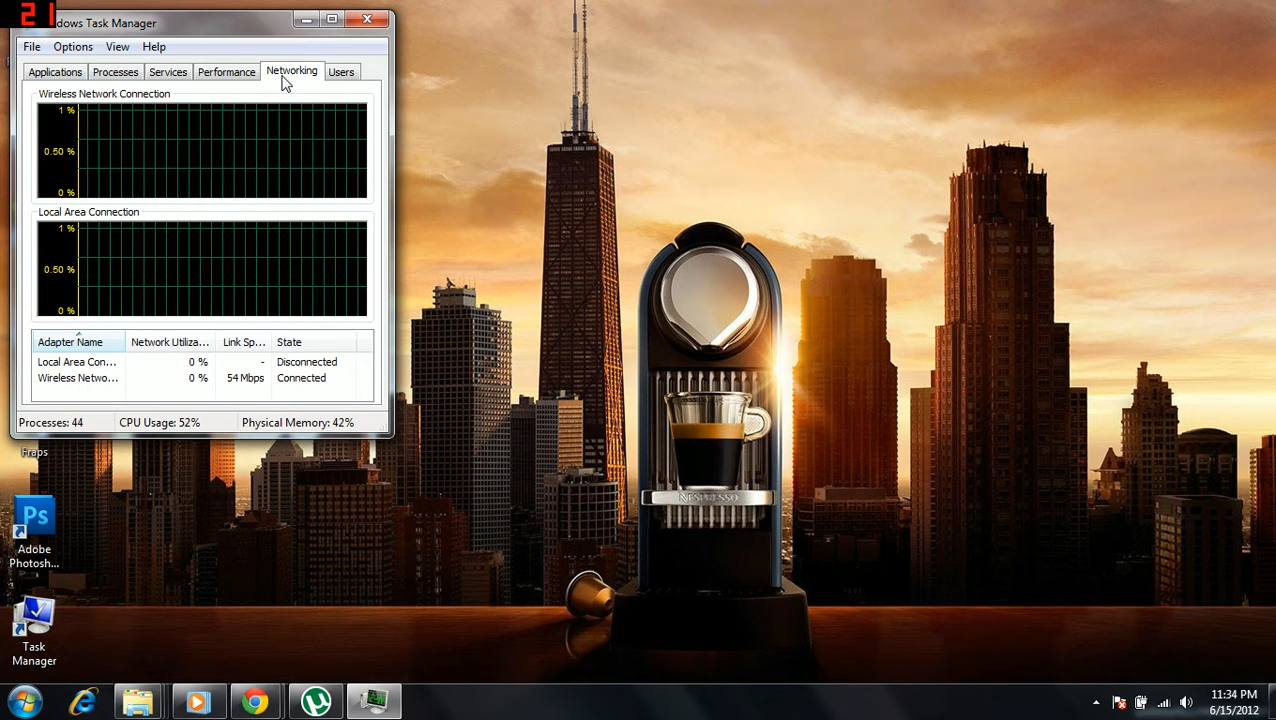 21
dows Task Manager
File Options View Help
Applications Processes Services Performance Networking Users
Wireless Network Connection
1 %
0.50 %
0 %
Local Area Connection
1 %
0.50 %
0 %
Adapter Name Network Utiliza... Link Sp... State
Local Area Con... 0 % - Disconnected
Wireless Netwo... 0 % 54 Mbps Connected
Processes: 44 CPU Usage: 52% Physical Memory: 42%
Fraps
NESPRESSO
Ps
Adobe
Photosh...
Task
Manager
11:34 PM
6/15/2012